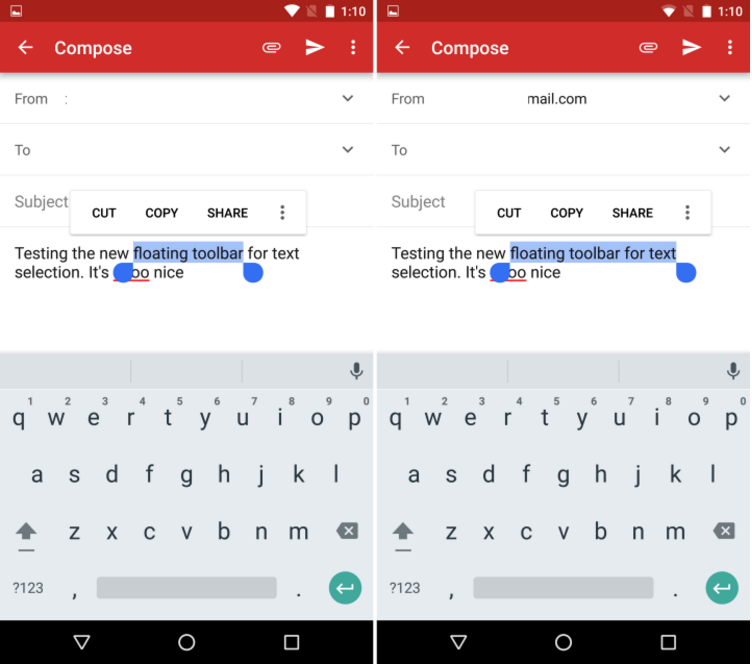 1:10
Compose
From :
To
Subject
CUT COPY SHARE
Testing the new floating toolbar for text
selection. It's oo nice
1 2 3 4 5 6 7 8 9 0
q w e r t y u i o p
a s d f g h j k l
z x c v b n m
?123 , .
1:10
Compose
From mail.com
To
Subject
CUT COPY SHARE
Testing the new floating toolbar for text
selection. It's oo nice
1 2 3 4 5 6 7 8 9 0
q w e r t y u i o p
a s d f g h j k l
z x c v b n m
?123 , .